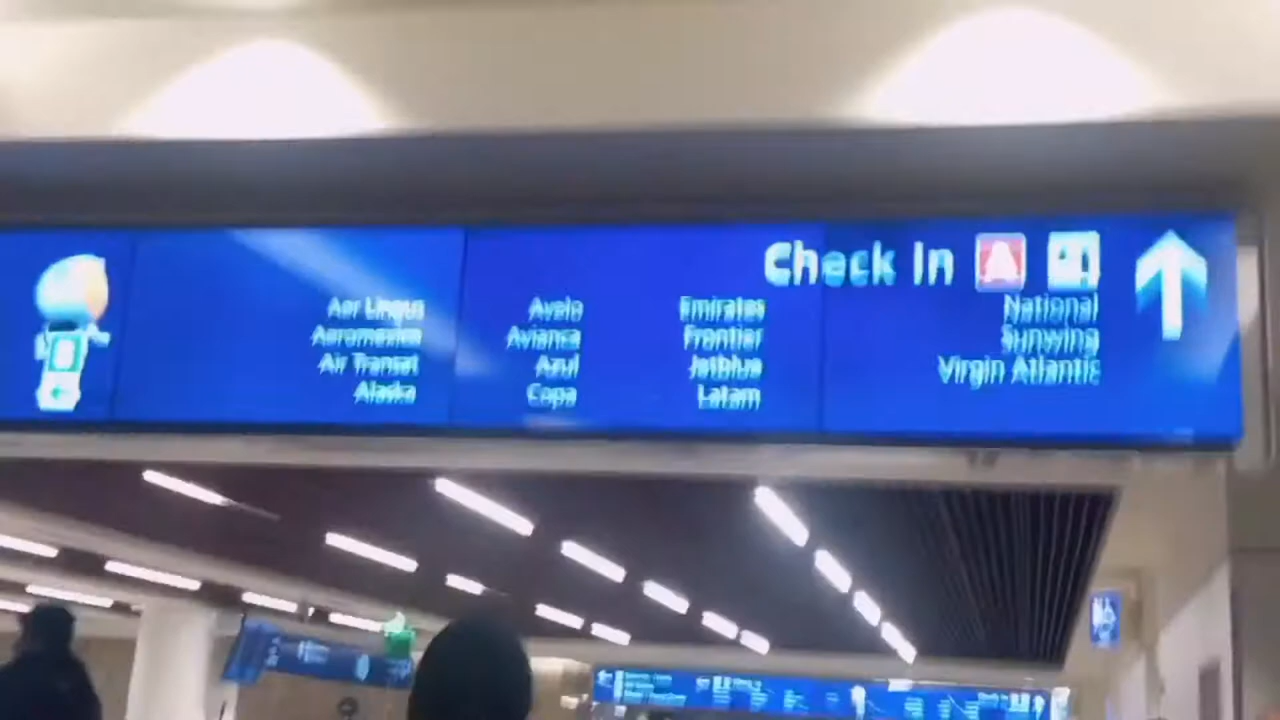 Check In A
Aer Lingus
Aeromexico
Air Transat
Alaska
Avelo
Avianca
Azul
Copa
Emirates
Frontier
Jetblue
Latam
National
Sunwing
Virgin Atlantic